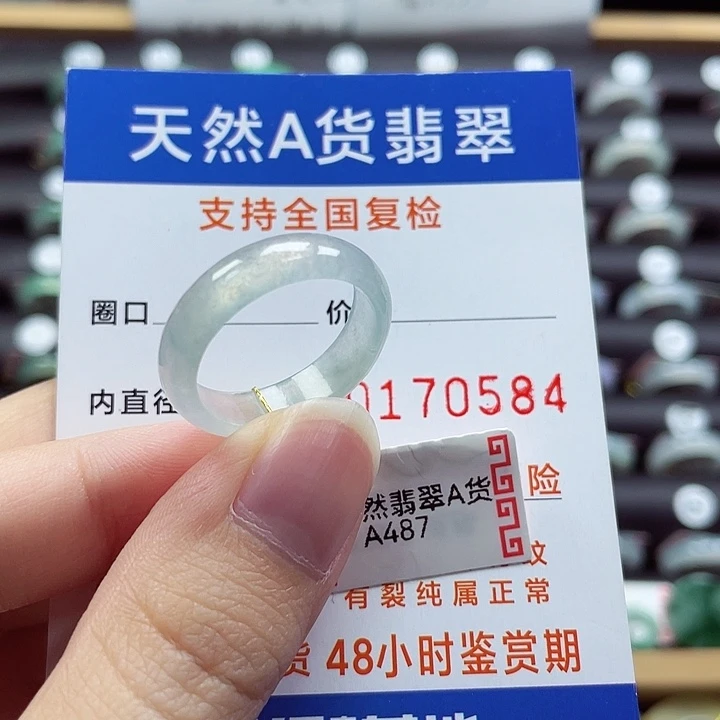 天然A货翡翠
支持全国复检
圈口 价
内直径 0170584
险
然翡翠A货
A487
纹
有裂纯属正常
货 48小时鉴赏期